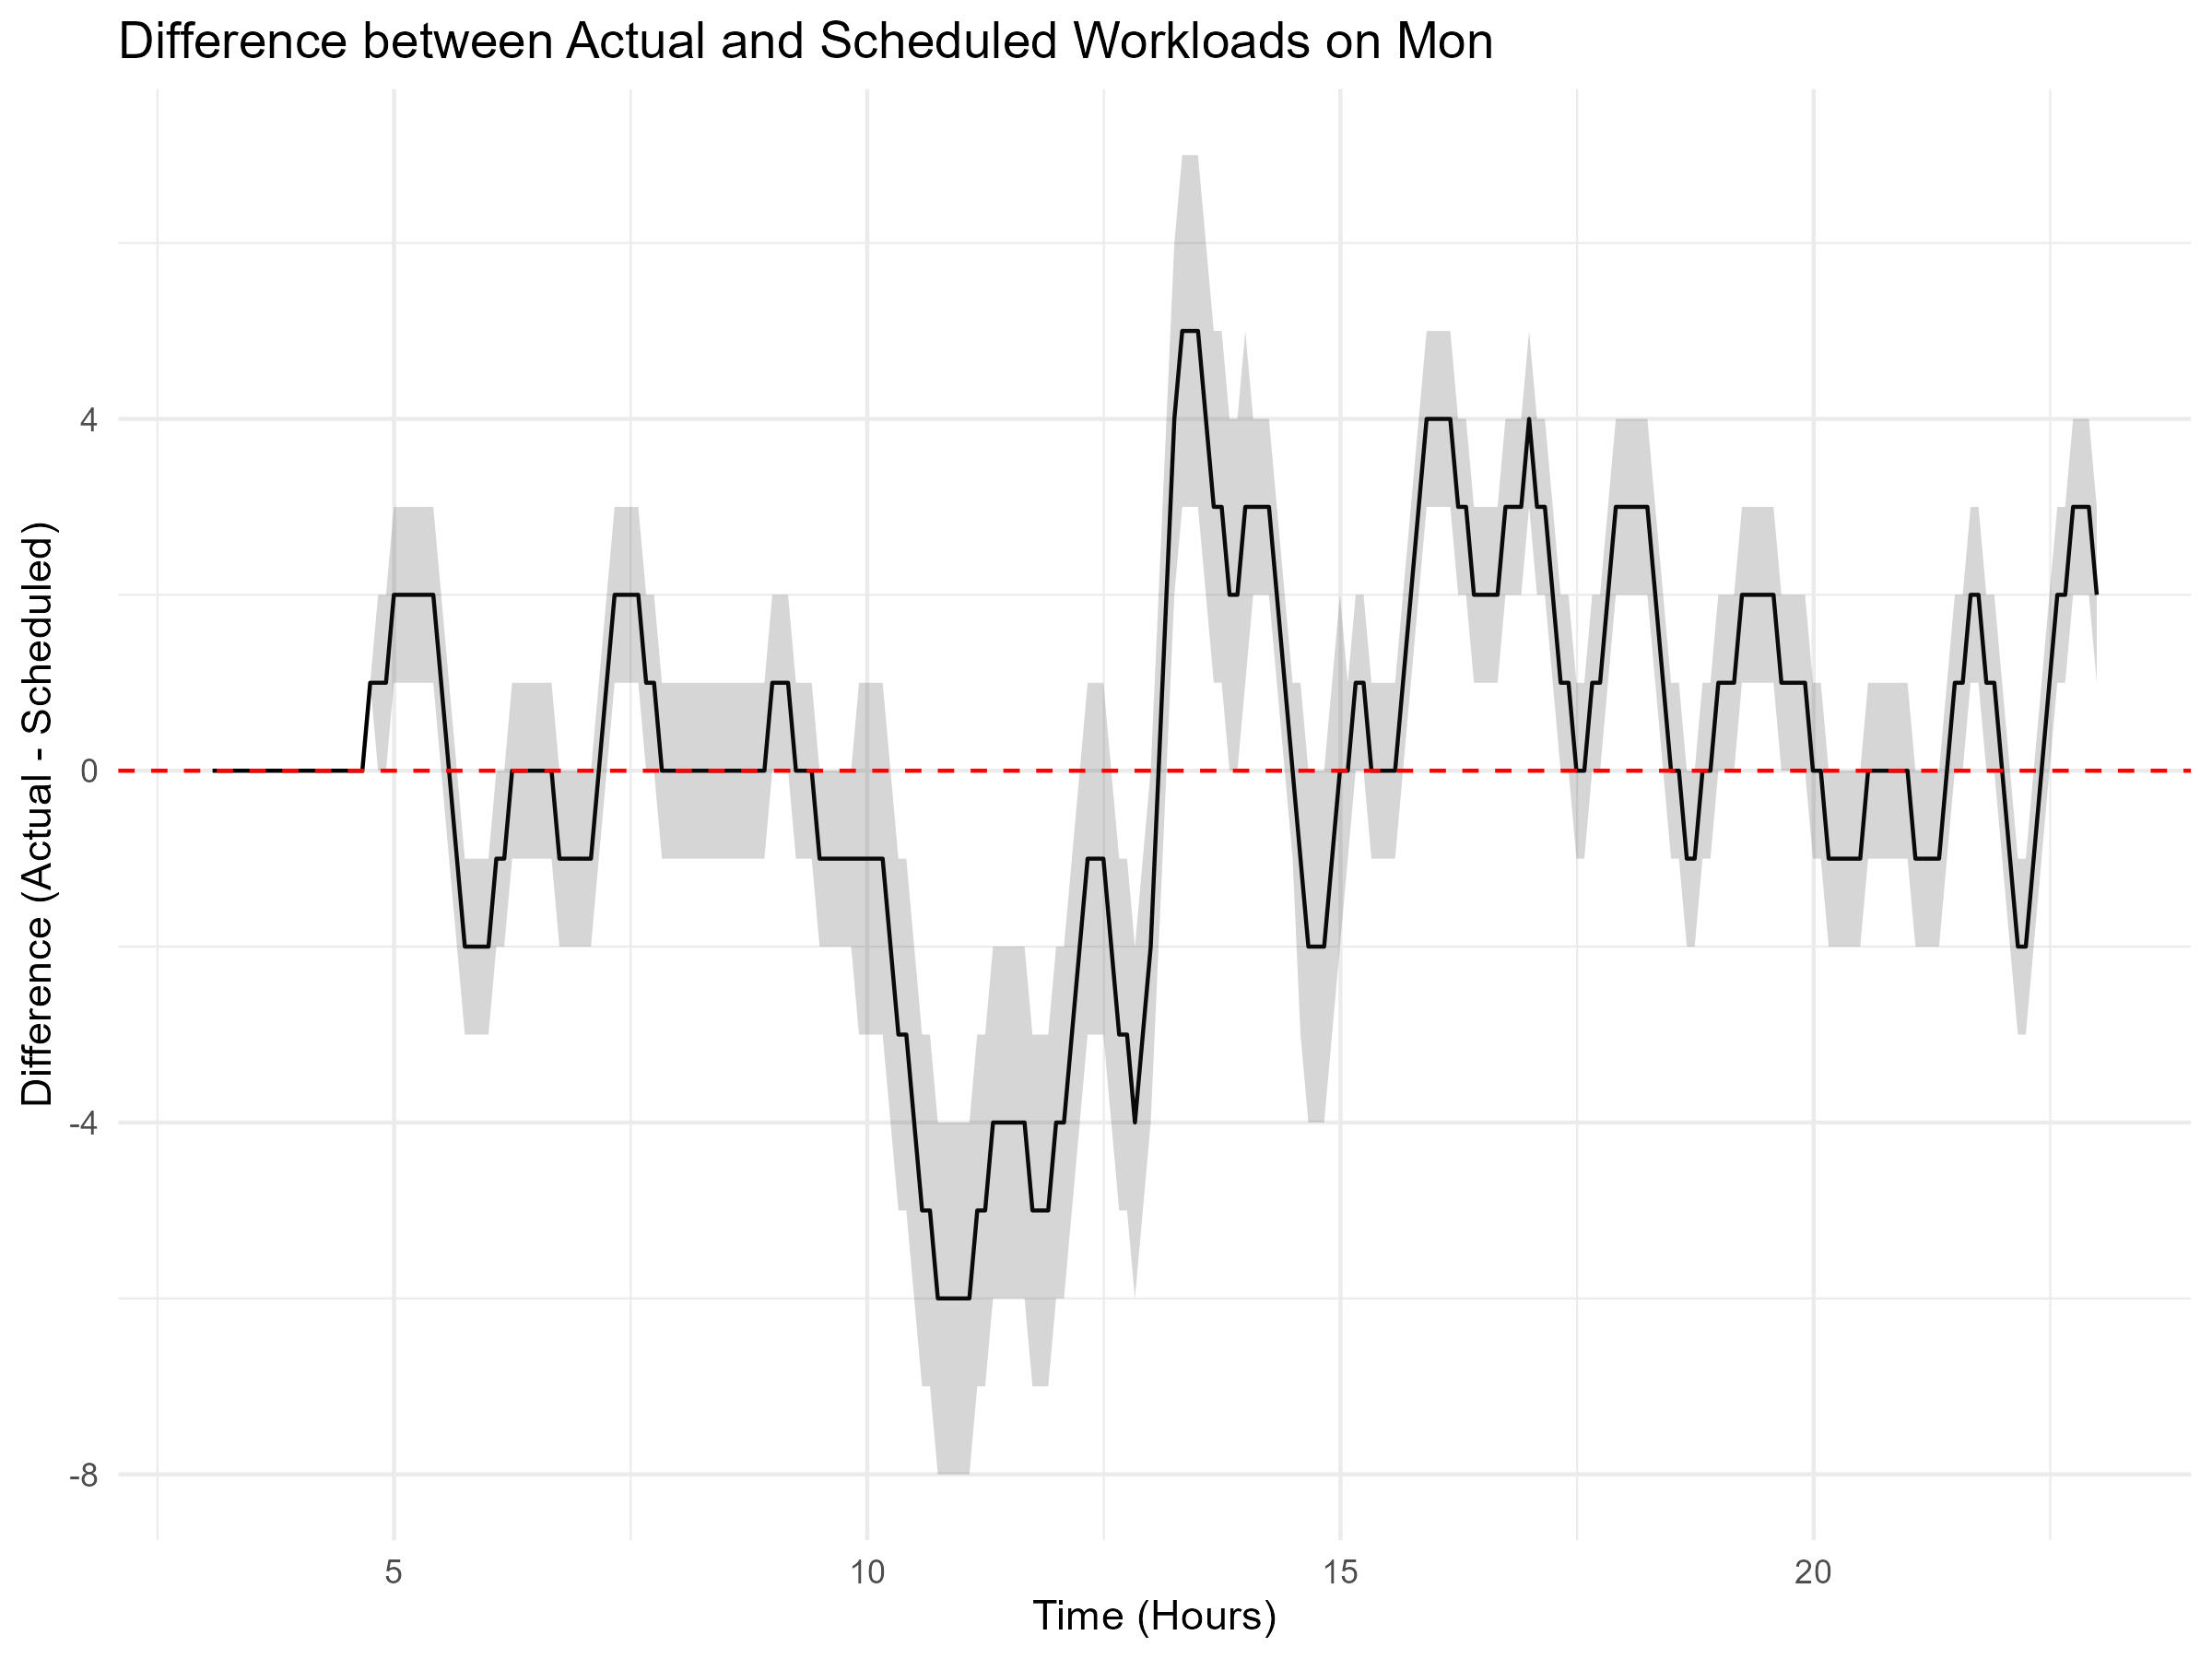 Difference between Actual and Scheduled Workloads on Mon
Difference (Actual - Scheduled)
4
0
-4
-8
5
10
15
20
Time (Hours)